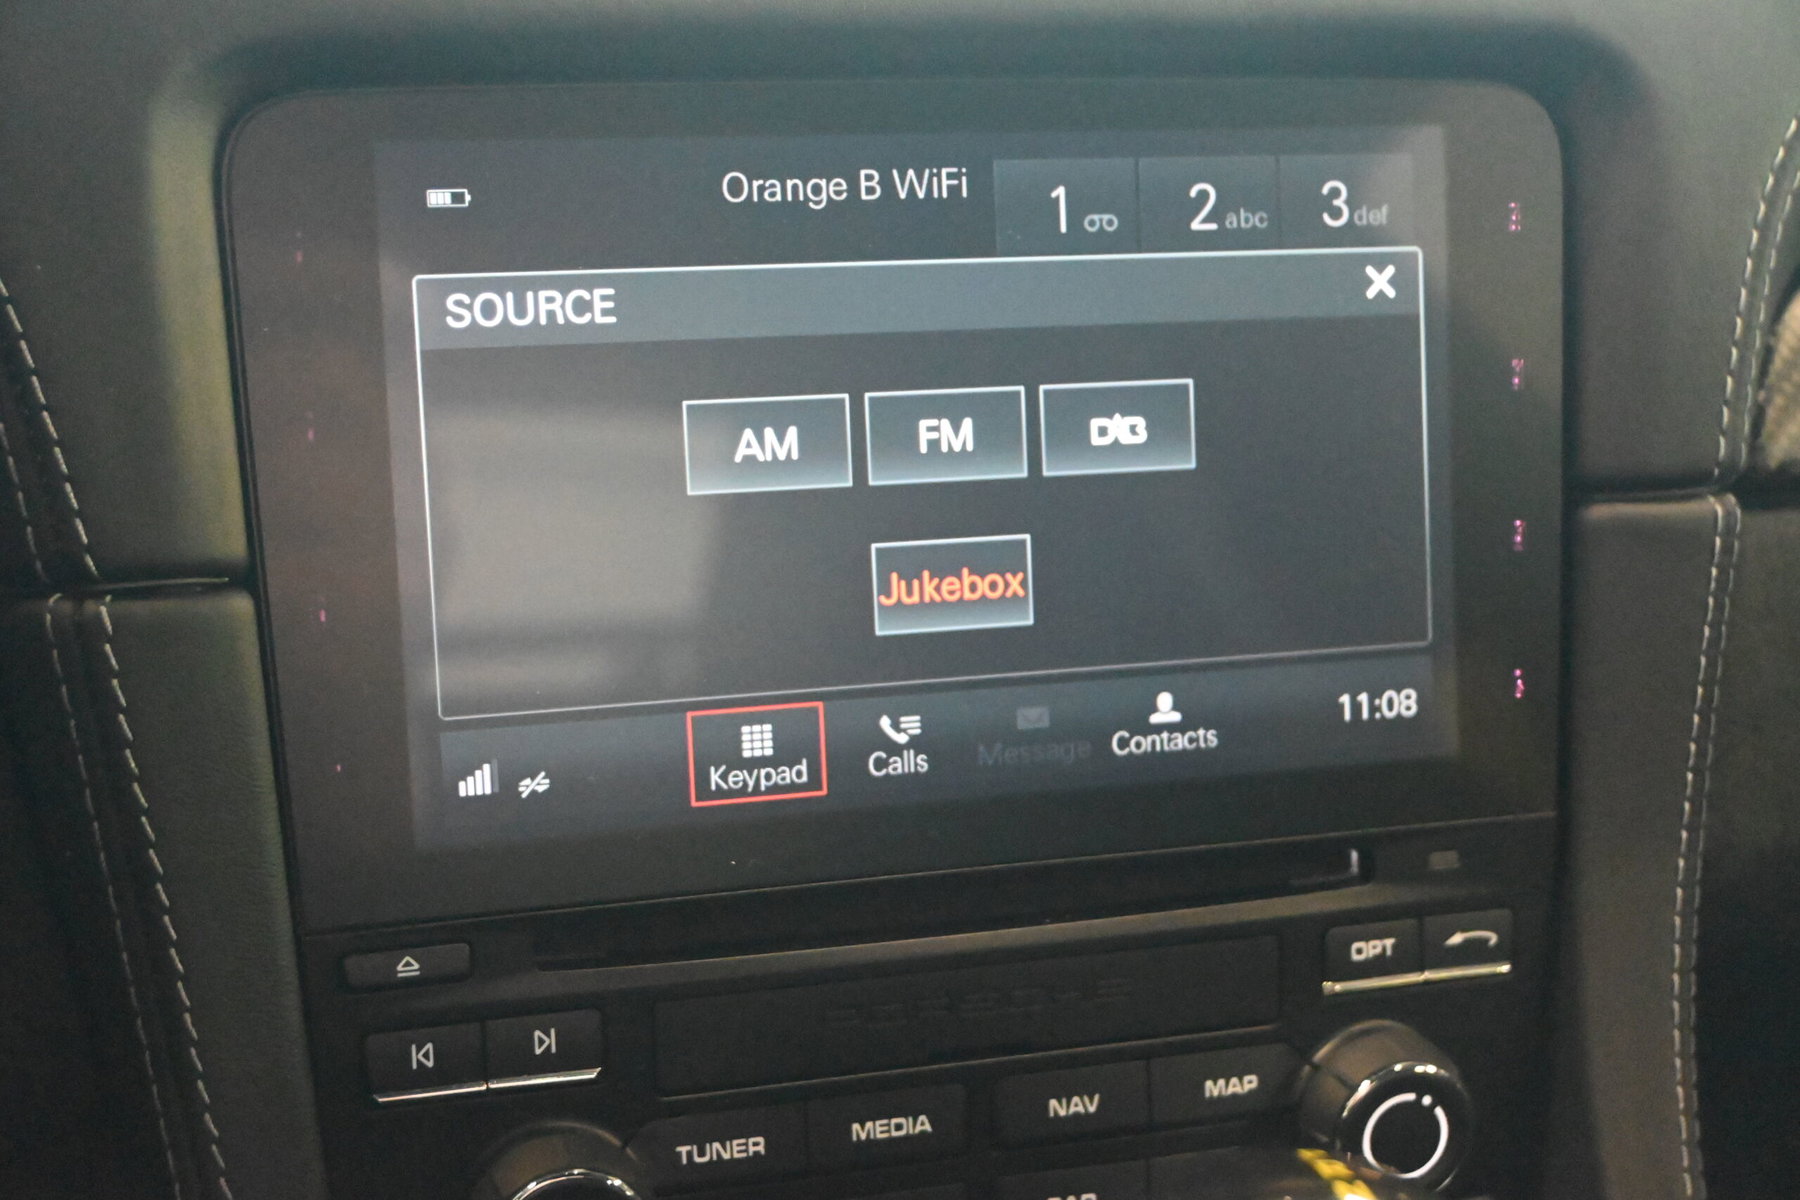 Orange B WiFi
1 2 abc 3 def
SOURCE
AM FM DAB
Jukebox
Keypad Calls Message Contacts 11:08
OPT
PORSCHE
TUNER MEDIA NAV MAP